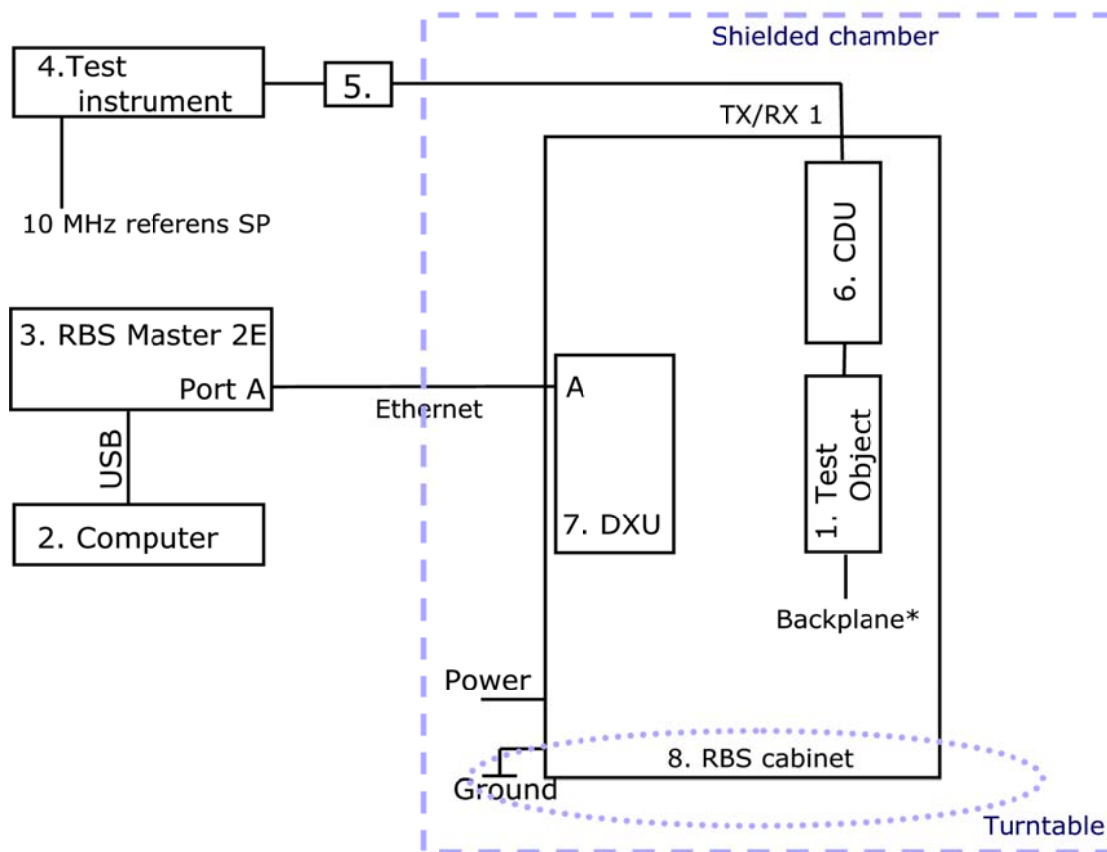 Shielded chamber
4.Test
instrument
5.
TX/RX 1
10 MHz referens SP
6. CDU
3. RBS Master 2E
Port A
Ethernet
A
USB
1. Test
Object
7. DXU
2. Computer
Backplane*
Power
8. RBS cabinet
Ground
Turntable